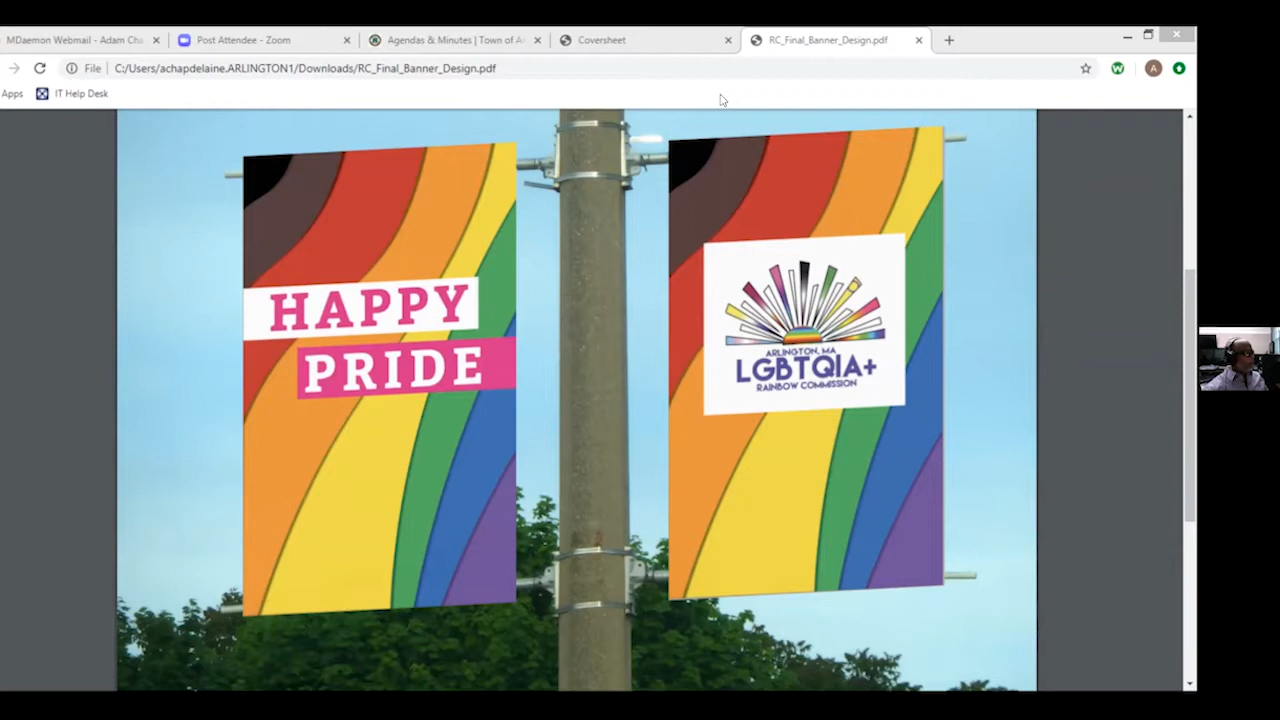 MDaemon Webmail - Adam Cha
Post Attendee - Zoom
Agendas & Minutes | Town of A
Coversheet
RC_Final_Banner_Design.pdf
File
C:/Users/achapdelaine.ARLINGTON1/Downloads/RC_Final_Banner_Design.pdf
W
A
Apps
IT Help Desk
HAPPY
PRIDE
ARLINGTON, MA
LGBTQIA+
RAINBOW COMMISSION